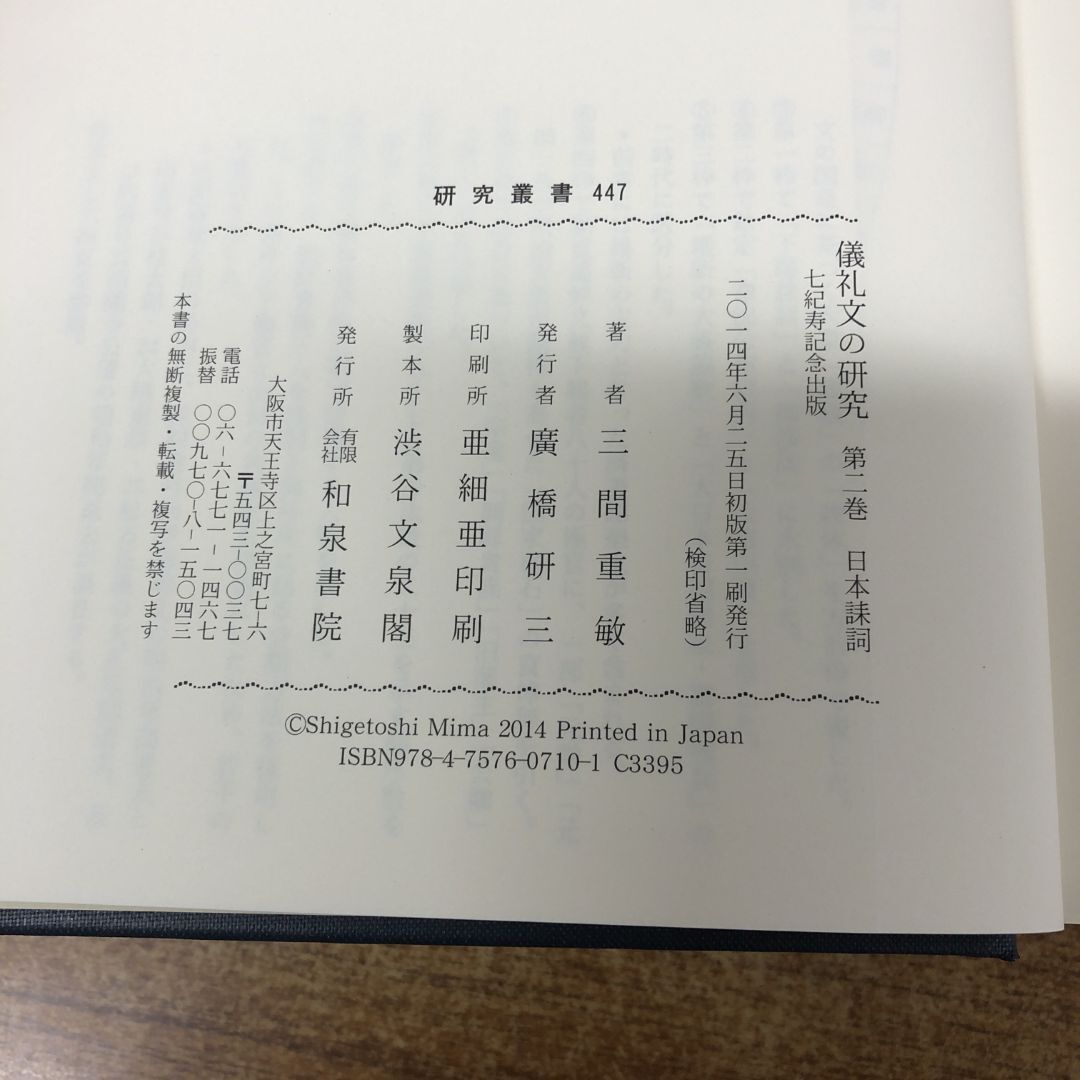 研究叢書 447
儀礼文の研究 第二巻 日本誄詞
七紀寿記念出版
二〇一四年六月二五日初版第一刷発行
(検印省略)
著者 三間重敏
発行者 廣橋研三
印刷所 亜細亜印刷
製本所 渋谷文泉閣
発行所 有限会社 和泉書院
大阪市天王寺区上之宮町七-六
〒五四三-〇〇三七
電話 〇六-六七七一-一四六七
振替 〇〇九七〇-八-一五〇四三
本書の無断複製・転載・複写を禁じます
©Shigetoshi Mima 2014 Printed in Japan
ISBN978-4-7576-0710-1 C3395